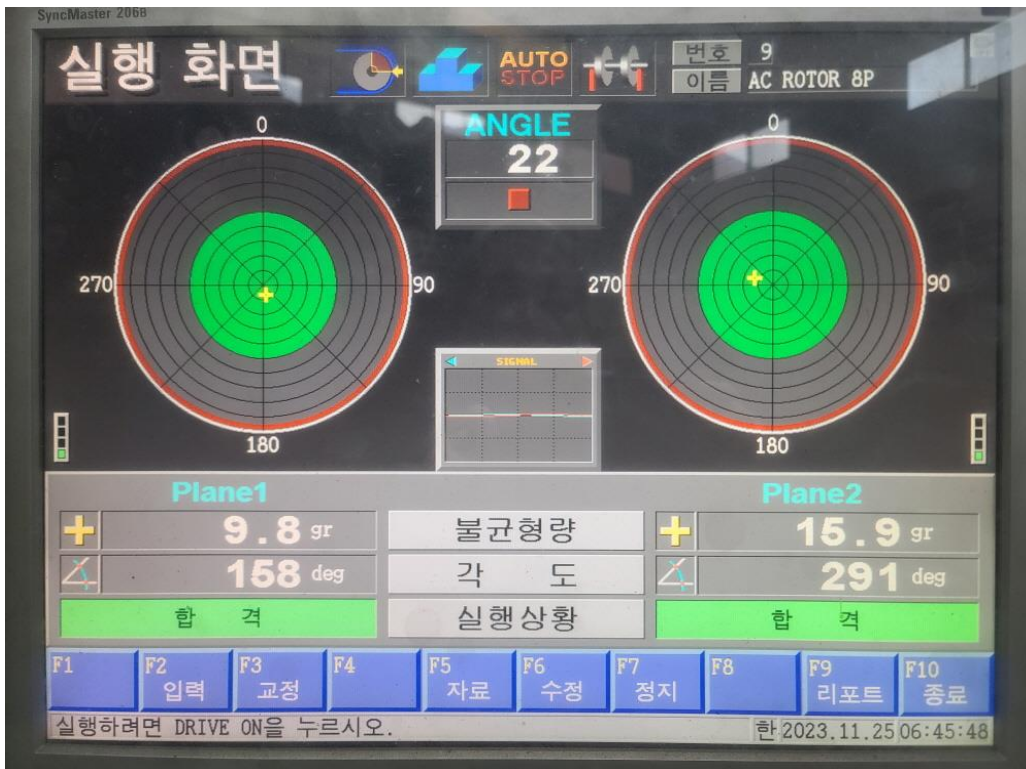 SyncMaster 206B
실행 화면
AUTO
STOP
번호 9
이름 AC ROTOR 8P
ANGLE
22
0
270
90
180
0
270
90
180
SIGNAL
Plane1
Plane2
9.8 gr
불균형량
15.9 gr
158 deg
각 도
291 deg
합 격
실행상황
합 격
F1
F2 입력
F3 교정
F4
F5 자료
F6 수정
F7 정지
F8
F9 리포트
F10 종료
실행하려면 DRIVE ON을 누르시오.
한 2023.11.25 06:45:48